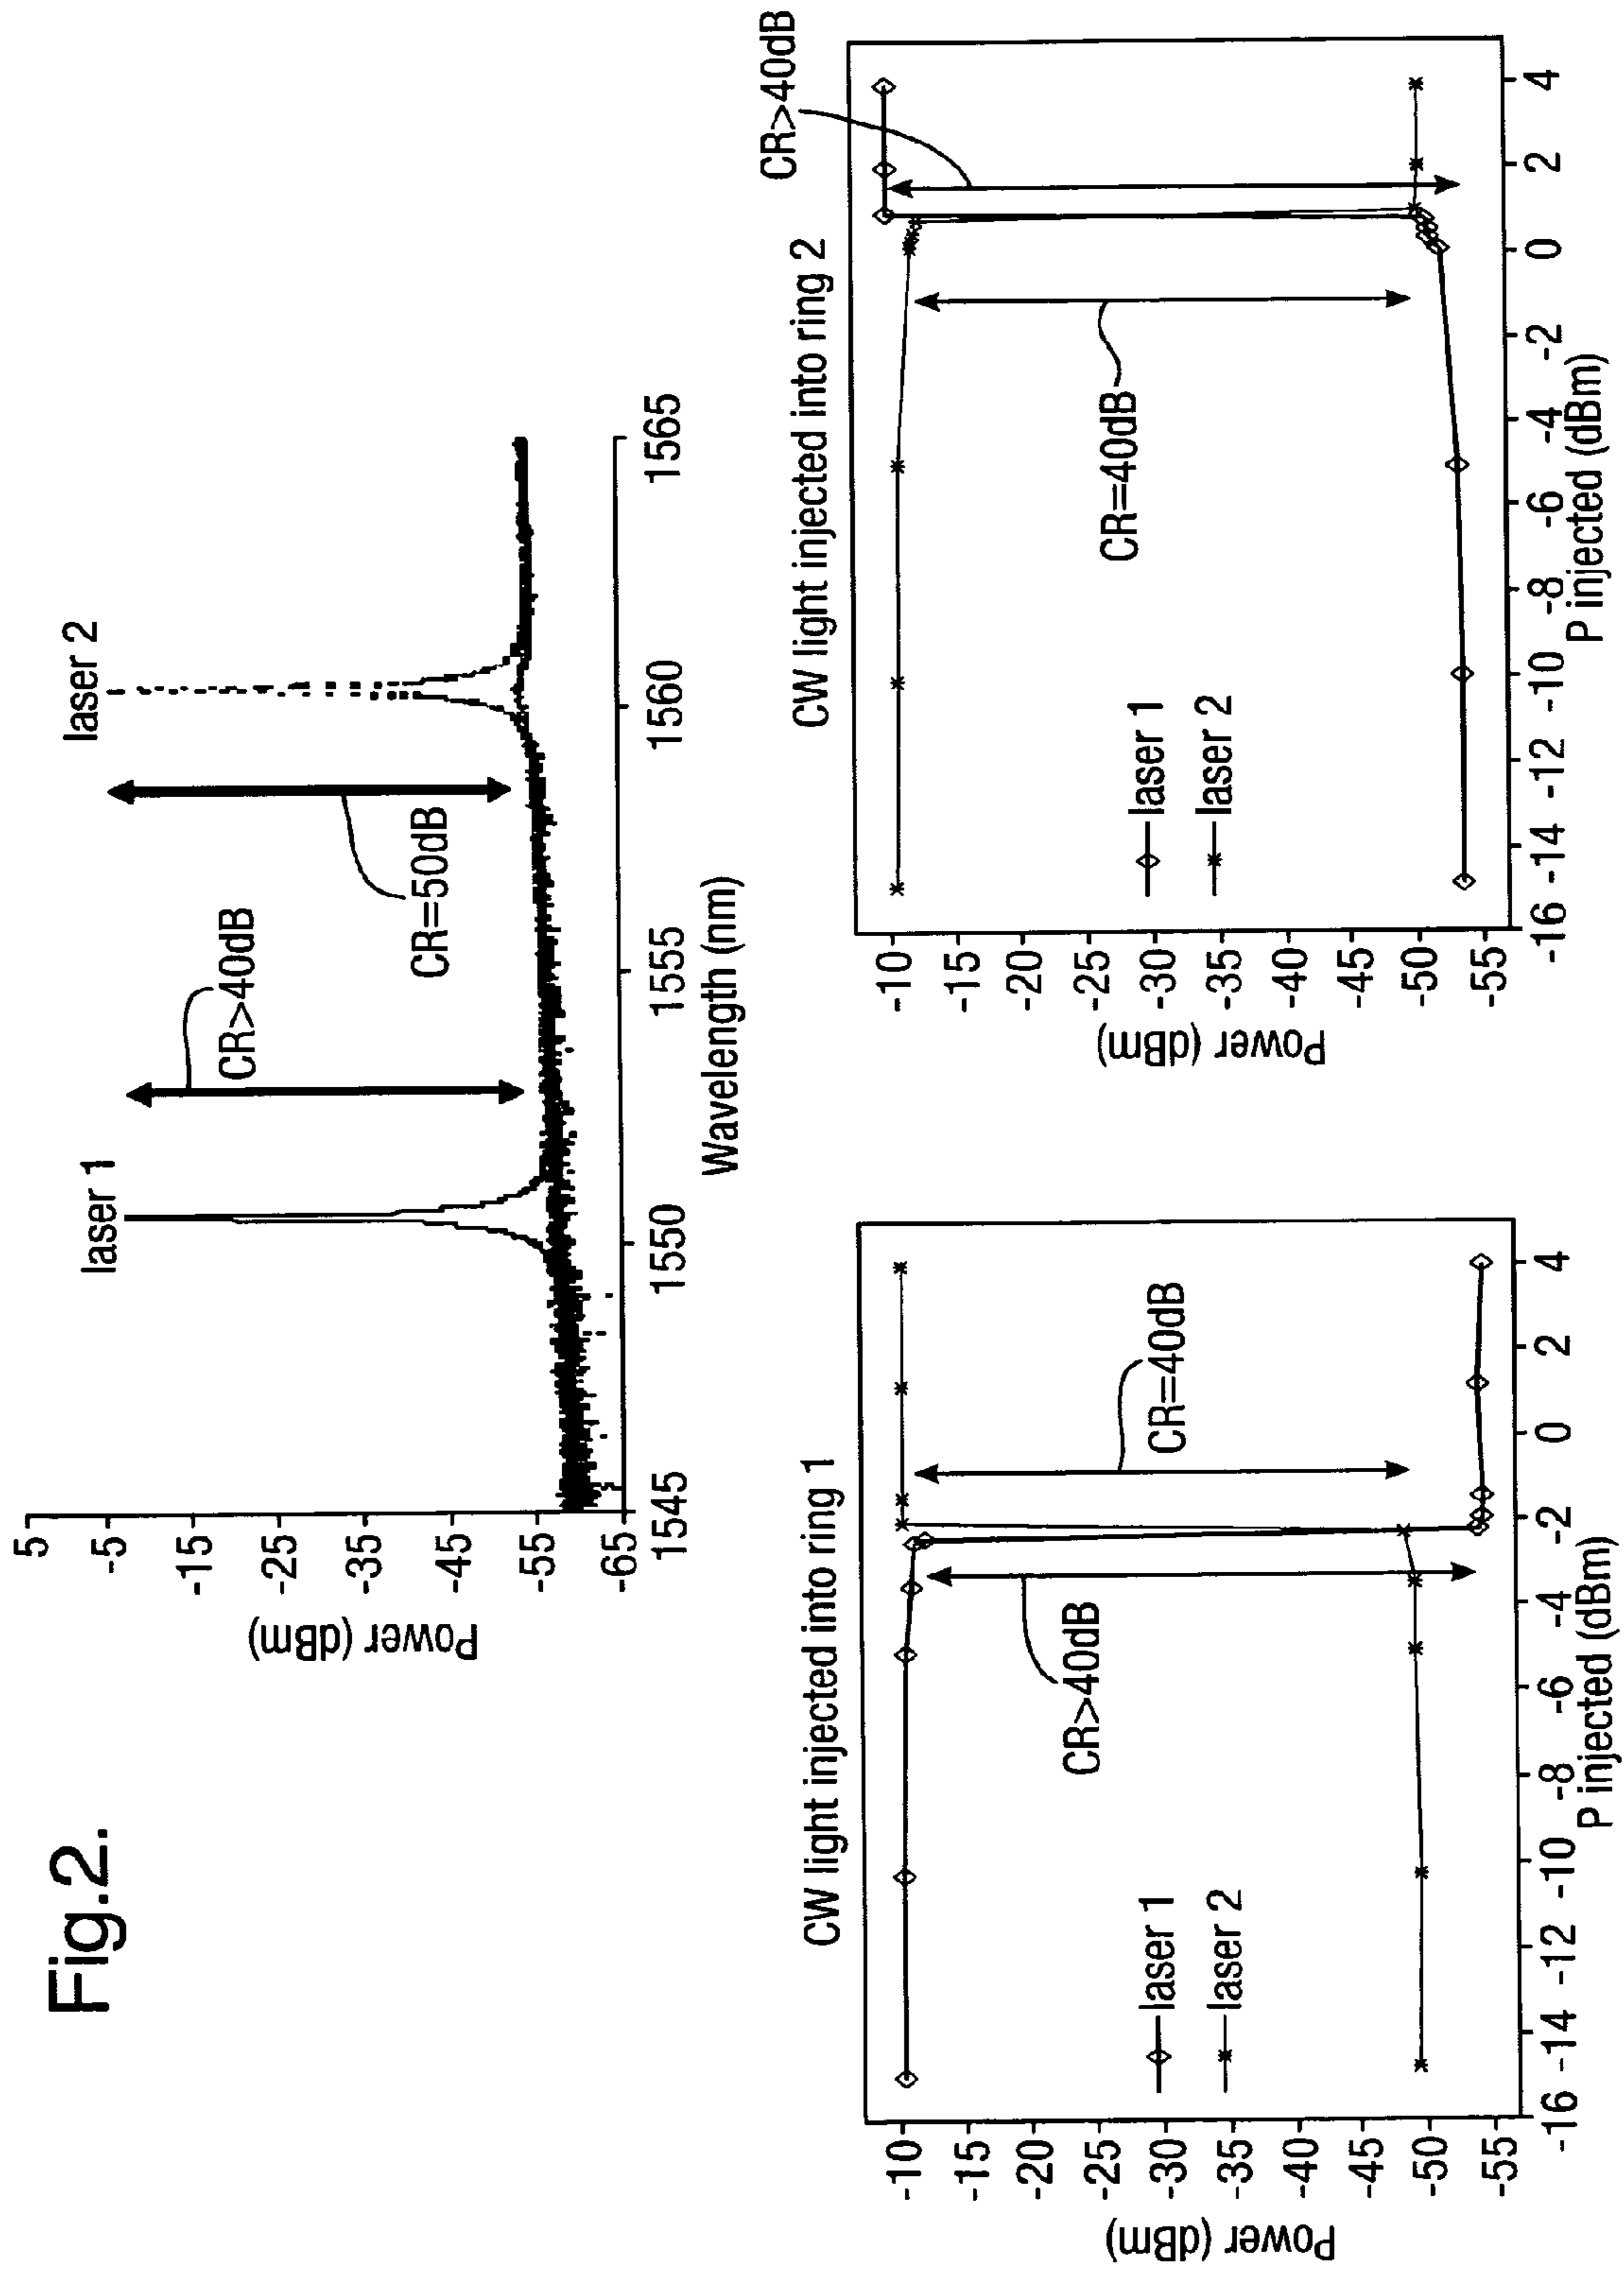 Fig.2.
5
-5
-15
-25
-35
-45
-55
-65
Power (dBm)
laser 1
laser 2
CR>40dB
CR=50dB
1545
1550
1555
1560
1565
Wavelength (nm)
CW light injected into ring 1
-10
-15
-20
-25
-30
-35
-40
-45
-50
-55
Power (dBm)
laser 1
laser 2
CR>40dB
CR=40dB
-16 -14 -12 -10 -8 -6 -4 -2 0 2 4
P injected (dBm)
CW light injected into ring 2
-10
-15
-20
-25
-30
-35
-40
-45
-50
-55
Power (dBm)
laser 1
laser 2
CR=40dB
CR>40dB
-16 -14 -12 -10 -8 -6 -4 -2 0 2 4
P injected (dBm)